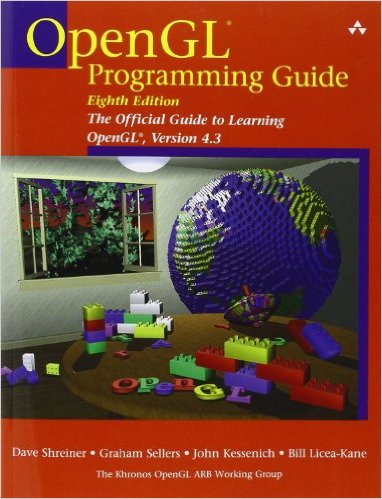 OpenGL®
Programming Guide
Eighth Edition
The Official Guide to Learning
OpenGL®, Version 4.3
OpenGL
Dave Shreiner • Graham Sellers • John Kessenich • Bill Licea-Kane
The Khronos OpenGL ARB Working Group